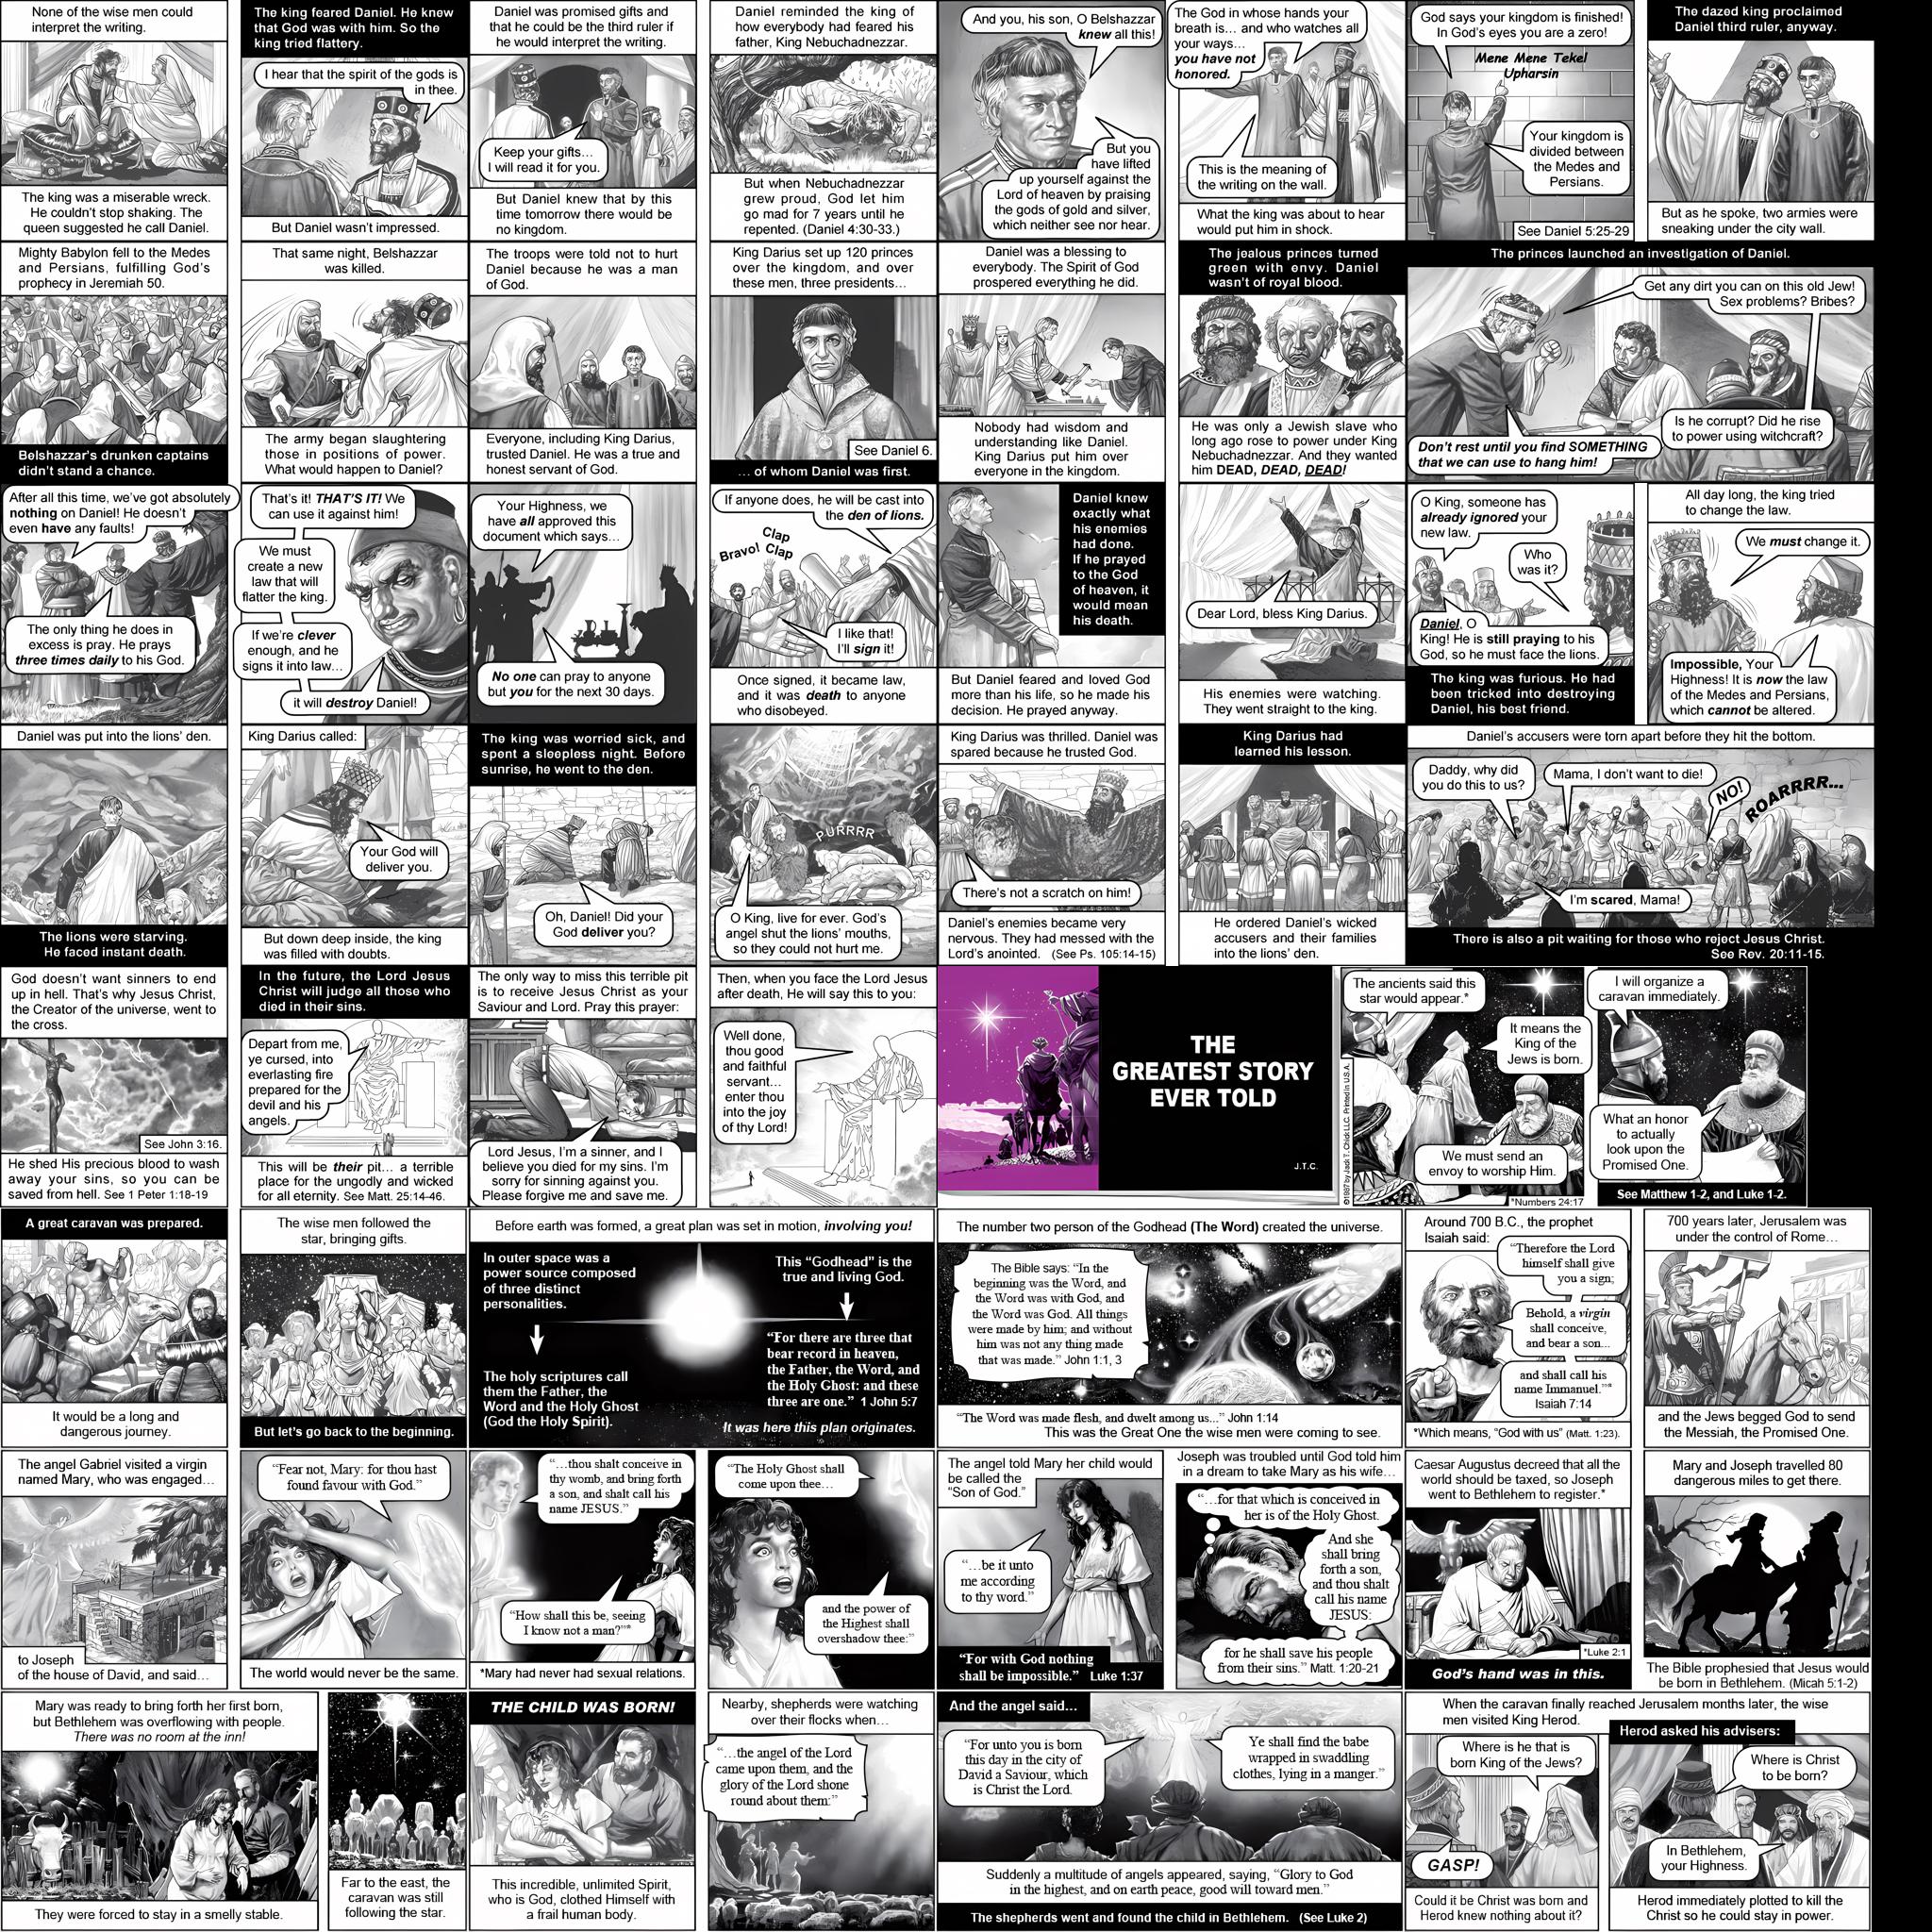 None of the wise men could
interpret the writing.
The king was a miserable wreck.
He couldn't stop shaking. The
queen suggested he call Daniel.
The king feared Daniel. He knew
that God was with him. So the
king tried flattery.
I hear that the spirit of the gods is
in thee.
But Daniel wasn't impressed.
Daniel was promised gifts and
that he could be the third ruler if
he would interpret the writing.
Keep your gifts...
I will read it for you.
But Daniel knew that by this
time tomorrow there would be
no kingdom.
Daniel reminded the king of
how everybody had feared his
father, King Nebuchadnezzar.
But when Nebuchadnezzar
grew proud, God let him
go mad for 7 years until he
repented. (Daniel 4:30-33.)
And you, his son, O Belshazzar
knew all this!
But you
have lifted
up yourself against the
Lord of heaven by praising
the gods of gold and silver,
which neither see nor hear.
The God in whose hands your
breath is... and who watches all
your ways...
you have not
honored.
This is the meaning of
the writing on the wall.
What the king was about to hear
would put him in shock.
God says your kingdom is finished!
In God's eyes you are a zero!
Mene Mene Tekel
Upharsin
Your kingdom is
divided between
the Medes and
Persians.
See Daniel 5:25-29
The dazed king proclaimed
Daniel third ruler, anyway.
But as he spoke, two armies were
sneaking under the city wall.
Mighty Babylon fell to the Medes
and Persians, fulfilling God's
prophecy in Jeremiah 50.
Belshazzar's drunken captains
didn't stand a chance.
That same night, Belshazzar
was killed.
The army began slaughtering
those in positions of power.
What would happen to Daniel?
The troops were told not to hurt
Daniel because he was a man
of God.
Everyone, including King Darius,
trusted Daniel. He was a true and
honest servant of God.
King Darius set up 120 princes
over the kingdom, and over
these men, three presidents...
See Daniel 6.
... of whom Daniel was first.
Daniel was a blessing to
everybody. The Spirit of God
prospered everything he did.
Nobody had wisdom and
understanding like Daniel.
King Darius put him over
everyone in the kingdom.
The jealous princes turned
green with envy. Daniel
wasn't of royal blood.
He was only a Jewish slave who
long ago rose to power under King
Nebuchadnezzar. And they wanted
him DEAD, DEAD, DEAD!
The princes launched an investigation of Daniel.
Get any dirt you can on this old Jew!
Sex problems? Bribes?
Is he corrupt? Did he rise
to power using witchcraft?
Don't rest until you find SOMETHING
that we can use to hang him!
After all this time, we've got absolutely
nothing on Daniel! He doesn't
even have any faults!
The only thing he does in
excess is pray. He prays
three times daily to his God.
That's it! THAT'S IT! We
can use it against him!
We must
create a new
law that will
flatter the king.
If we're clever
enough, and he
signs it into law...
it will destroy Daniel!
Your Highness, we
have all approved this
document which says...
No one can pray to anyone
but you for the next 30 days.
If anyone does, he will be cast into
the den of lions.
Bravo! Clap
Clap
I like that!
I'll sign it!
Once signed, it became law,
and it was death to anyone
who disobeyed.
Daniel knew
exactly what
his enemies
had done.
If he prayed
to the God
of heaven, it
would mean
his death.
But Daniel feared and loved God
more than his life, so he made his
decision. He prayed anyway.
Dear Lord, bless King Darius.
His enemies were watching.
They went straight to the king.
O King, someone has
already ignored your
new law.
Who
was it?
Daniel, O
King! He is still praying to his
God, so he must face the lions.
The king was furious. He had
been tricked into destroying
Daniel, his best friend.
All day long, the king tried
to change the law.
We must change it.
Impossible, Your
Highness! It is now the law
of the Medes and Persians,
which cannot be altered.
Daniel was put into the lions' den.
The lions were starving.
He faced instant death.
King Darius called:
Your God will
deliver you.
But down deep inside, the king
was filled with doubts.
The king was worried sick, and
spent a sleepless night. Before
sunrise, he went to the den.
Oh, Daniel! Did your
God deliver you?
PURRRR
O King, live for ever. God's
angel shut the lions' mouths,
so they could not hurt me.
King Darius was thrilled. Daniel was
spared because he trusted God.
There's not a scratch on him!
Daniel's enemies became very
nervous. They had messed with the
Lord's anointed. (See Ps. 105:14-15)
King Darius had
learned his lesson.
He ordered Daniel's wicked
accusers and their families
into the lions' den.
Daniel's accusers were torn apart before they hit the bottom.
Daddy, why did
you do this to us?
Mama, I don't want to die!
NO!
ROARRRR...
I'm scared, Mama!
There is also a pit waiting for those who reject Jesus Christ.
See Rev. 20:11-15.
God doesn't want sinners to end
up in hell. That's why Jesus Christ,
the Creator of the universe, went to
the cross.
See John 3:16.
He shed His precious blood to wash
away your sins, so you can be
saved from hell. See 1 Peter 1:18-19
In the future, the Lord Jesus
Christ will judge all those who
died in their sins.
Depart from me,
ye cursed, into
everlasting fire
prepared for the
devil and his
angels.
This will be their pit... a terrible
place for the ungodly and wicked
for all eternity. See Matt. 25:14-46.
The only way to miss this terrible pit
is to receive Jesus Christ as your
Saviour and Lord. Pray this prayer:
Lord Jesus, I'm a sinner, and I
believe you died for my sins. I'm
sorry for sinning against you.
Please forgive me and save me.
Then, when you face the Lord Jesus
after death, He will say this to you:
Well done,
thou good
and faithful
servant...
enter thou
into the joy
of thy Lord!
THE
GREATEST STORY
EVER TOLD
J.T.C.
©1987 by Jack T. Chick LLC. Printed in U.S.A.
The ancients said this
star would appear.*
It means the
King of the
Jews is born.
We must send an
envoy to worship Him.
*Numbers 24:17
I will organize a
caravan immediately.
What an honor
to actually
look upon the
Promised One.
See Matthew 1-2, and Luke 1-2.
A great caravan was prepared.
It would be a long and
dangerous journey.
The wise men followed the
star, bringing gifts.
But let's go back to the beginning.
Before earth was formed, a great plan was set in motion, involving you!
In outer space was a
power source composed
of three distinct
personalities.
The holy scriptures call
them the Father, the
Word and the Holy Ghost
(God the Holy Spirit).
This "Godhead" is the
true and living God.
"For there are three that
bear record in heaven,
the Father, the Word, and
the Holy Ghost: and these
three are one." 1 John 5:7
It was here this plan originates.
The number two person of the Godhead (The Word) created the universe.
The Bible says: "In the
beginning was the Word, and
the Word was with God, and
the Word was God. All things
were made by him; and without
him was not any thing made
that was made." John 1:1, 3
"The Word was made flesh, and dwelt among us..." John 1:14
This was the Great One the wise men were coming to see.
Around 700 B.C., the prophet
Isaiah said:
"Therefore the Lord
himself shall give
you a sign;
Behold, a virgin
shall conceive,
and bear a son...
and shall call his
name Immanuel."*
Isaiah 7:14
*Which means, "God with us" (Matt. 1:23).
700 years later, Jerusalem was
under the control of Rome...
and the Jews begged God to send
the Messiah, the Promised One.
The angel Gabriel visited a virgin
named Mary, who was engaged...
to Joseph
of the house of David, and said...
"Fear not, Mary: for thou hast
found favour with God."
The world would never be the same.
"...thou shalt conceive in
thy womb, and bring forth
a son, and shalt call his
name JESUS."
"How shall this be, seeing
I know not a man?"*
*Mary had never had sexual relations.
"The Holy Ghost shall
come upon thee...
and the power of
the Highest shall
overshadow thee:"
The angel told Mary her child would
be called the
"Son of God."
"...be it unto
me according
to thy word."
"For with God nothing
shall be impossible." Luke 1:37
Joseph was troubled until God told him
in a dream to take Mary as his wife...
"...for that which is conceived in
her is of the Holy Ghost.
And she
shall bring
forth a son,
and thou shalt
call his name
JESUS:
for he shall save his people
from their sins." Matt. 1:20-21
Caesar Augustus decreed that all the
world should be taxed, so Joseph
went to Bethlehem to register.*
*Luke 2:1
God's hand was in this.
Mary and Joseph travelled 80
dangerous miles to get there.
The Bible prophesied that Jesus would
be born in Bethlehem. (Micah 5:1-2)
Mary was ready to bring forth her first born,
but Bethlehem was overflowing with people.
There was no room at the inn!
They were forced to stay in a smelly stable.
Far to the east, the
caravan was still
following the star.
THE CHILD WAS BORN!
This incredible, unlimited Spirit,
who is God, clothed Himself with
a frail human body.
Nearby, shepherds were watching
over their flocks when...
"...the angel of the Lord
came upon them, and the
glory of the Lord shone
round about them:"
And the angel said...
"For unto you is born
this day in the city of
David a Saviour, which
is Christ the Lord.
Ye shall find the babe
wrapped in swaddling
clothes, lying in a manger."
Suddenly a multitude of angels appeared, saying, "Glory to God
in the highest, and on earth peace, good will toward men."
The shepherds went and found the child in Bethlehem. (See Luke 2)
When the caravan finally reached Jerusalem months later, the wise
men visited King Herod.
Where is he that is
born King of the Jews?
GASP!
Could it be Christ was born and
Herod knew nothing about it?
Herod asked his advisers:
Where is Christ
to be born?
In Bethlehem,
your Highness.
Herod immediately plotted to kill the
Christ so he could stay in power.